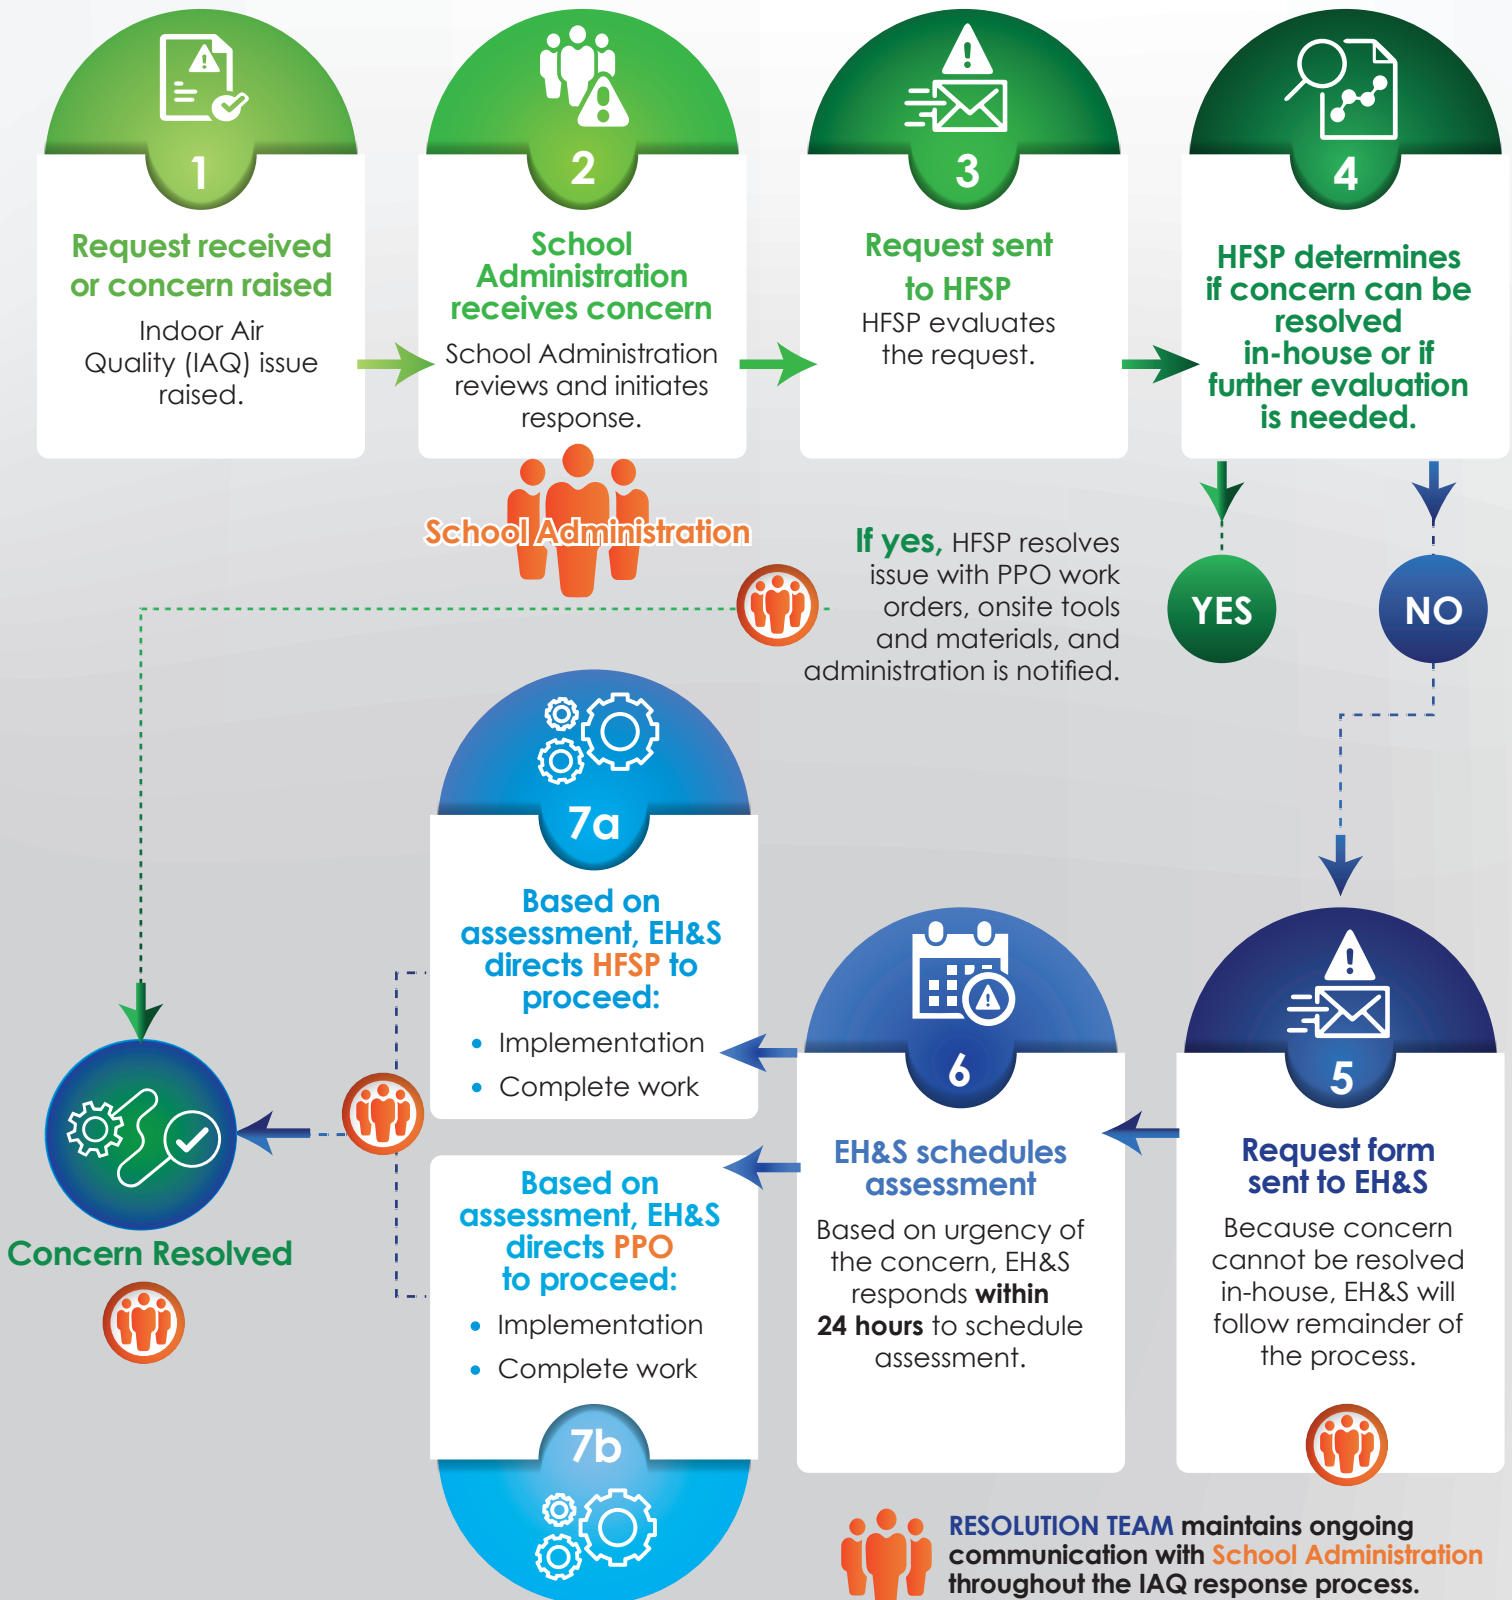 1
Request received
or concern raised
Indoor Air
Quality (IAQ) issue
raised.
2
School
Administration
receives concern
School Administration
reviews and initiates
response.
School Administration
3
Request sent
to HFSP
HFSP evaluates
the request.
4
HFSP determines
if concern can be
resolved
in-house or if
further evaluation
is needed.
If yes, HFSP resolves
issue with PPO work
orders, onsite tools
and materials, and
administration is notified.
YES
NO
5
Request form
sent to EH&S
Because concern
cannot be resolved
in-house, EH&S will
follow remainder of
the process.
6
EH&S schedules
assessment
Based on urgency of
the concern, EH&S
responds within
24 hours to schedule
assessment.
7a
Based on
assessment, EH&S
directs HFSP to
proceed:
• Implementation
• Complete work
Based on
assessment, EH&S
directs PPO
to proceed:
• Implementation
• Complete work
7b
Concern Resolved
RESOLUTION TEAM maintains ongoing
communication with School Administration
throughout the IAQ response process.